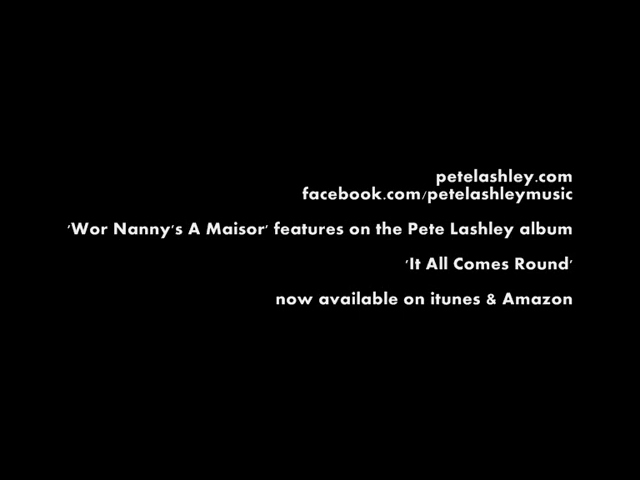 petelashley.com
facebook.com/petelashleymusic
'Wor Nanny's A Maisor' features on the Pete Lashley album
'It All Comes Round'
now available on itunes & Amazon